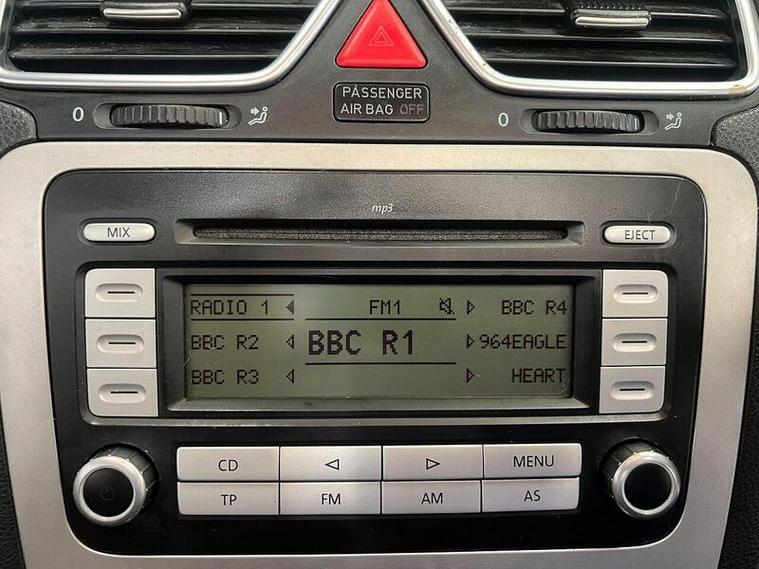 PASSENGER
AIR BAG OFF
0
0
mp3
MIX
EJECT
RADIO 1 FM1 BBC R4
BBC R2 BBC R1 964EAGLE
BBC R3 HEART
CD MENU
TP FM AM AS